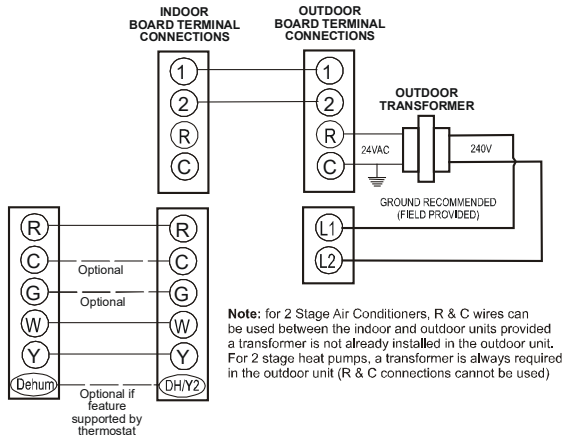 INDOOR
BOARD TERMINAL
CONNECTIONS
OUTDOOR
BOARD TERMINAL
CONNECTIONS
1
2
R
C
1
2
R
C
OUTDOOR
TRANSFORMER
24VAC
240V
GROUND RECOMMENDED
(FIELD PROVIDED)
L1
L2
R
C
G
W
Y
Dehum
Optional
Optional
Optional if
feature
supported by
thermostat
R
C
G
W
Y
DH/Y2
Note: for 2 Stage Air Conditioners, R & C wires can
be used between the indoor and outdoor units provided
a transformer is not already installed in the outdoor unit.
For 2 stage heat pumps, a transformer is always required
in the outdoor unit (R & C connections cannot be used)